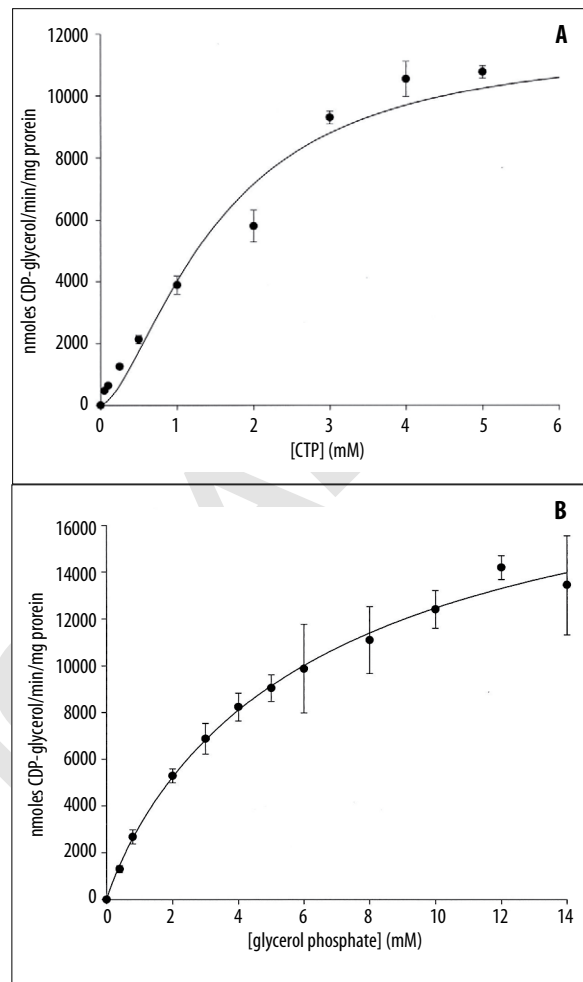 A
nmoles CDP-glycerol/min/mg prorein
12000
10000
8000
6000
4000
2000
0
0 1 2 3 4 5 6
[CTP] (mM)
B
nmoles CDP-glycerol/min/mg prorein
16000
14000
12000
10000
8000
6000
4000
2000
0
0 2 4 6 8 10 12 14
[glycerol phosphate] (mM)